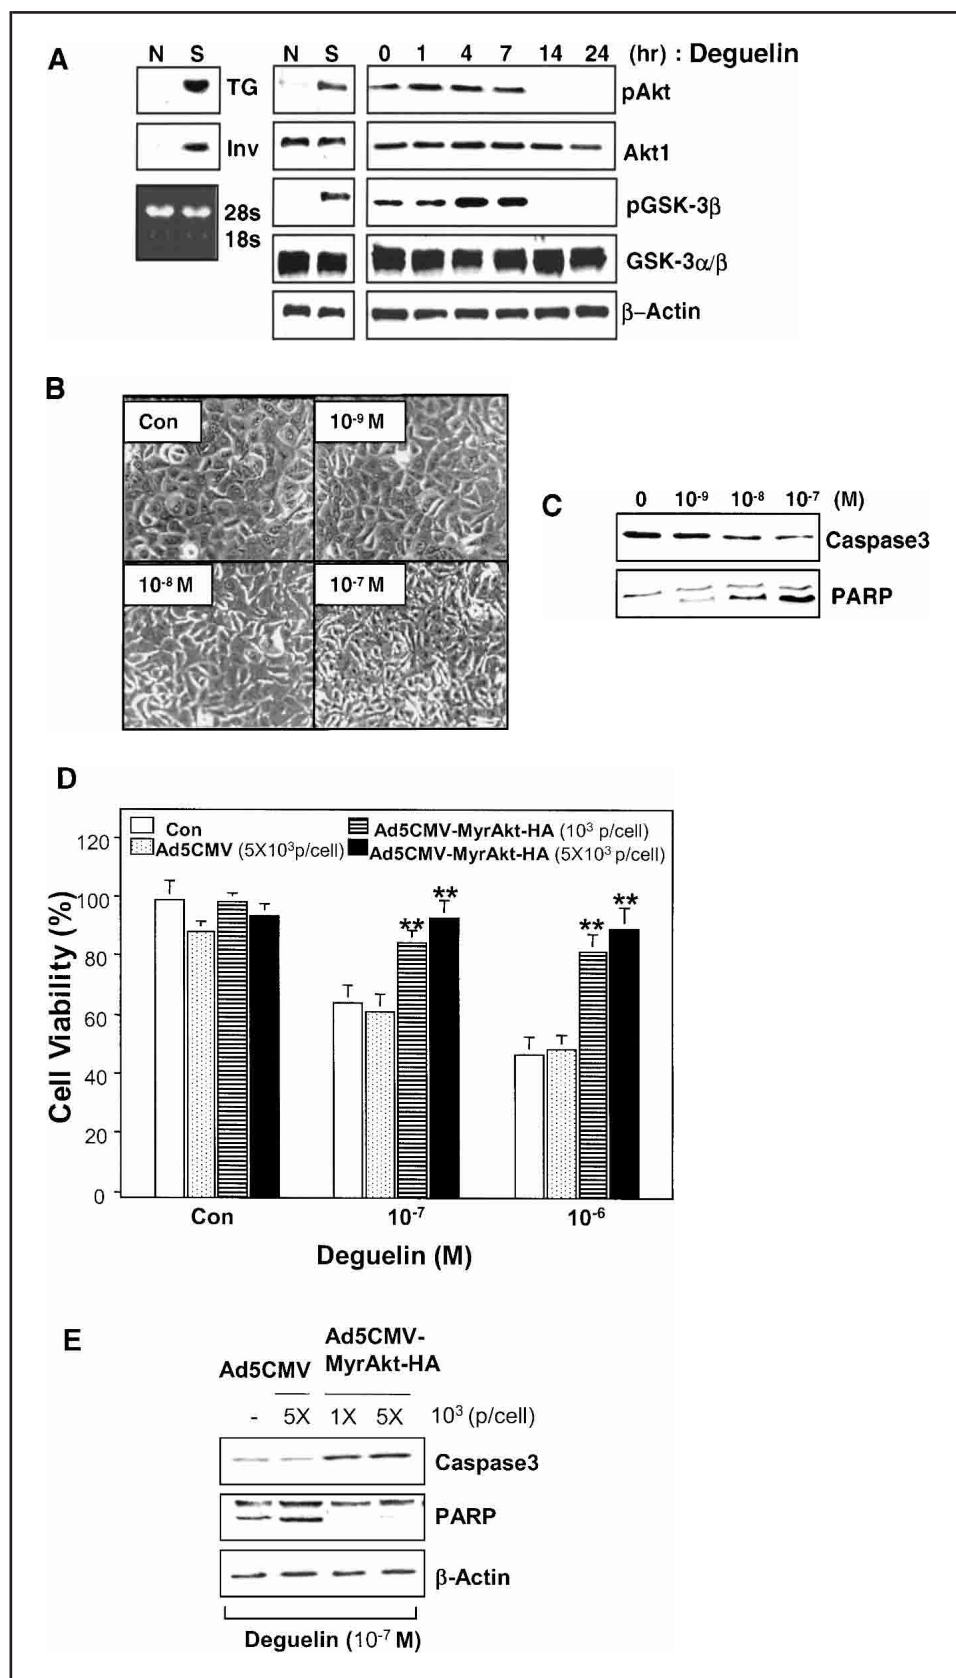 A
N S N S 0 1 4 7 14 24 (hr) : Deguelin
TG pAkt
Inv Akt1
28s pGSK-3β
18s
GSK-3α/β
β–Actin
B
Con 10⁻⁹ M
10⁻⁸ M 10⁻⁷ M
C
0 10⁻⁹ 10⁻⁸ 10⁻⁷ (M)
Caspase3
PARP
D
Con Ad5CMV-MyrAkt-HA (10³ p/cell)
Ad5CMV (5X10³p/cell) Ad5CMV-MyrAkt-HA (5X10³ p/cell)
120
100
80
60
40
20
0
Cell Viability (%)
** **
** **
Con 10⁻⁷ 10⁻⁶
Deguelin (M)
E
Ad5CMV-
Ad5CMV MyrAkt-HA
- 5X 1X 5X 10³ (p/cell)
Caspase3
PARP
β-Actin
Deguelin (10⁻⁷ M)